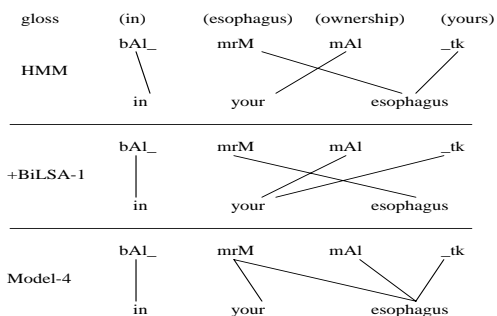 gloss (in) (esophagus) (ownership) (yours)
bAl_ mrM mAl _tk
HMM
in your esophagus
bAl_ mrM mAl _tk
+BiLSA-1
in your esophagus
bAl_ mrM mAl _tk
Model-4
in your esophagus